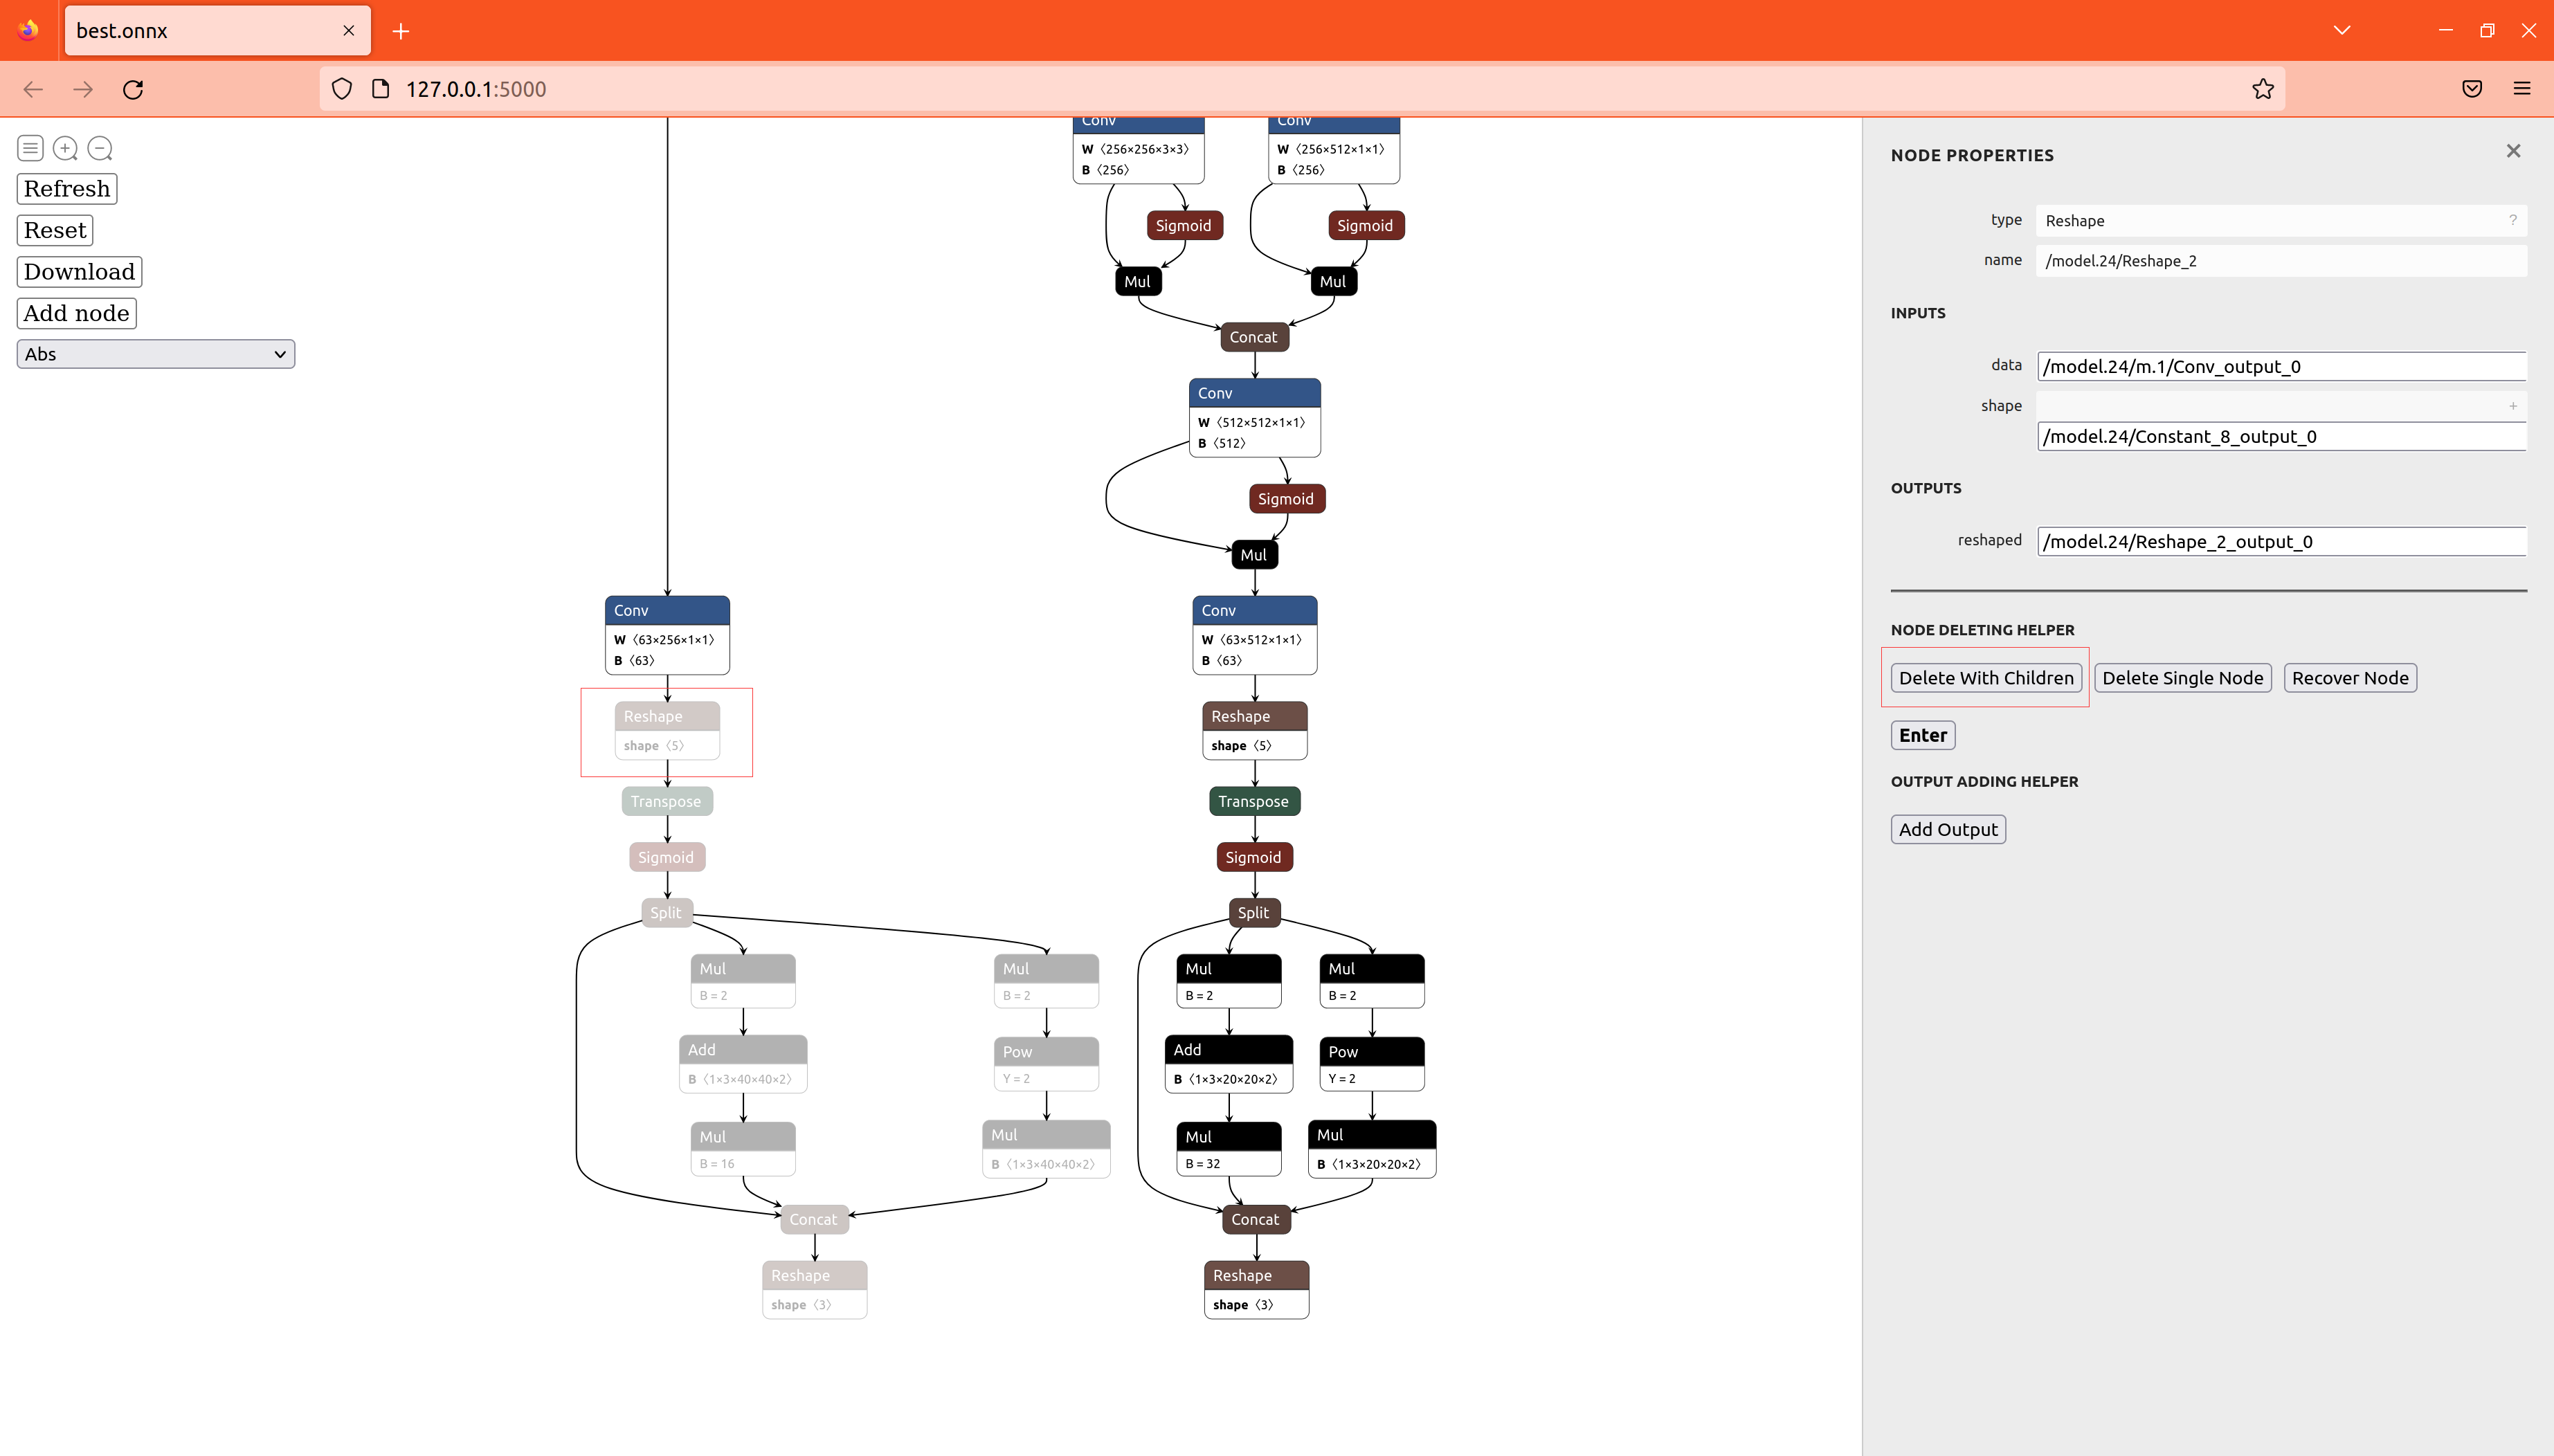 best.onnx
127.0.0.1:5000
Refresh
Reset
Download
Add node
Abs
Conv
W 〈256×256×3×3〉
B 〈256〉
Conv
W 〈256×512×1×1〉
B 〈256〉
Sigmoid
Sigmoid
Mul
Mul
Concat
Conv
W 〈512×512×1×1〉
B 〈512〉
Sigmoid
Mul
Conv
W 〈63×256×1×1〉
B 〈63〉
Conv
W 〈63×512×1×1〉
B 〈63〉
Reshape
shape 〈5〉
Reshape
shape 〈5〉
Transpose
Transpose
Sigmoid
Sigmoid
Split
Split
Mul
B = 2
Mul
B = 2
Mul
B = 2
Mul
B = 2
Add
B 〈1×3×40×40×2〉
Pow
Y = 2
Add
B 〈1×3×20×20×2〉
Pow
Y = 2
Mul
B = 16
Mul
B 〈1×3×40×40×2〉
Mul
B = 32
Mul
B 〈1×3×20×20×2〉
Concat
Concat
Reshape
shape 〈3〉
Reshape
shape 〈3〉
NODE PROPERTIES
type Reshape ?
name /model.24/Reshape_2
INPUTS
data /model.24/m.1/Conv_output_0
shape +
/model.24/Constant_8_output_0
OUTPUTS
reshaped /model.24/Reshape_2_output_0
NODE DELETING HELPER
Delete With Children Delete Single Node Recover Node
Enter
OUTPUT ADDING HELPER
Add Output